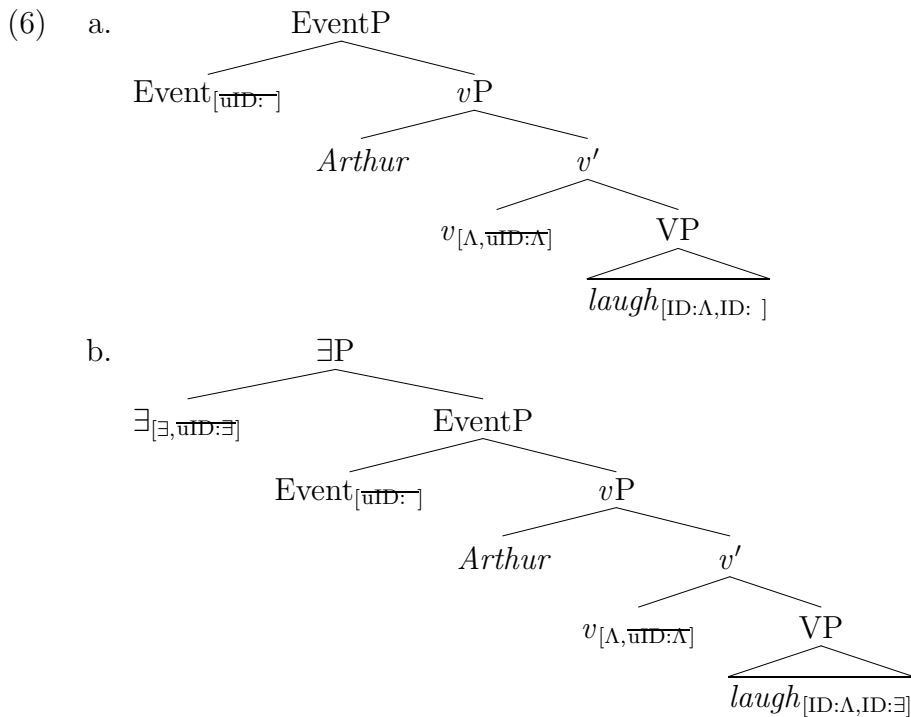 (6) a. EventP
Event[uID: ] vP
Arthur v′
v[Λ,uID:Λ] VP
laugh[ID:Λ,ID: ]
b. ∃P
∃[∃,uID:∃] EventP
Event[uID: ] vP
Arthur v′
v[Λ,uID:Λ] VP
laugh[ID:Λ,ID:∃]